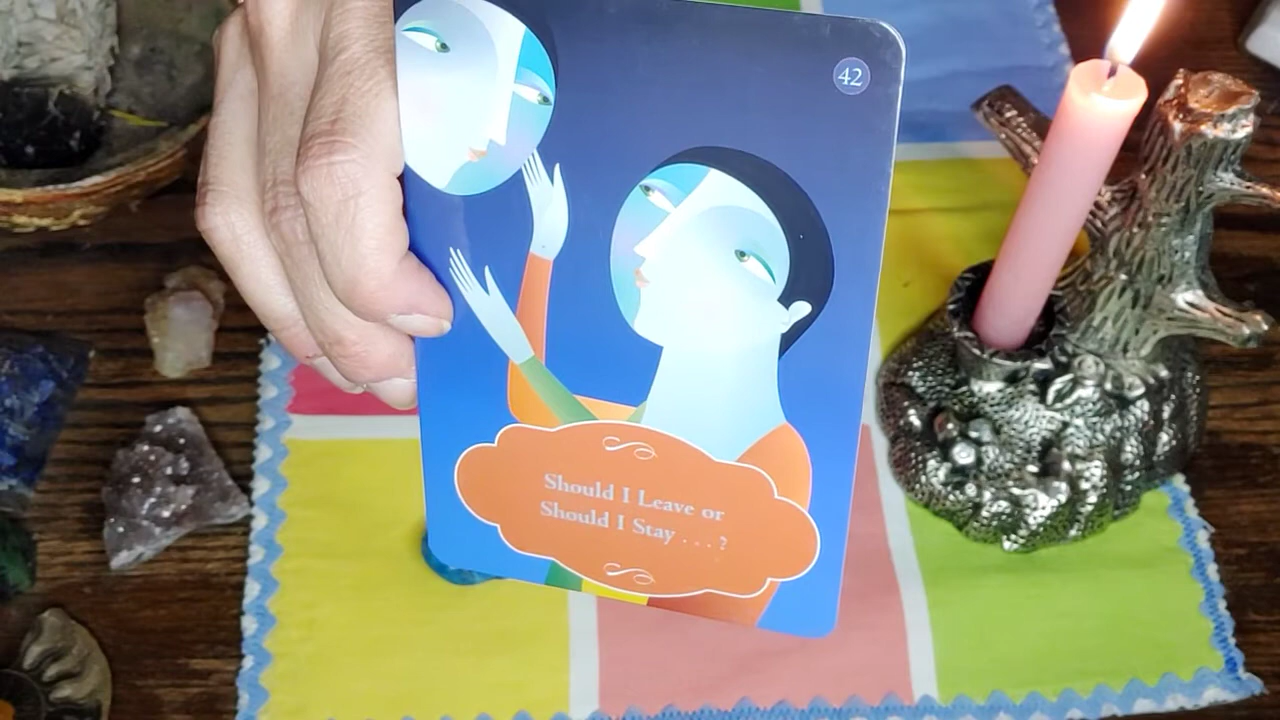 42
Should I Leave or
Should I Stay . . . ?